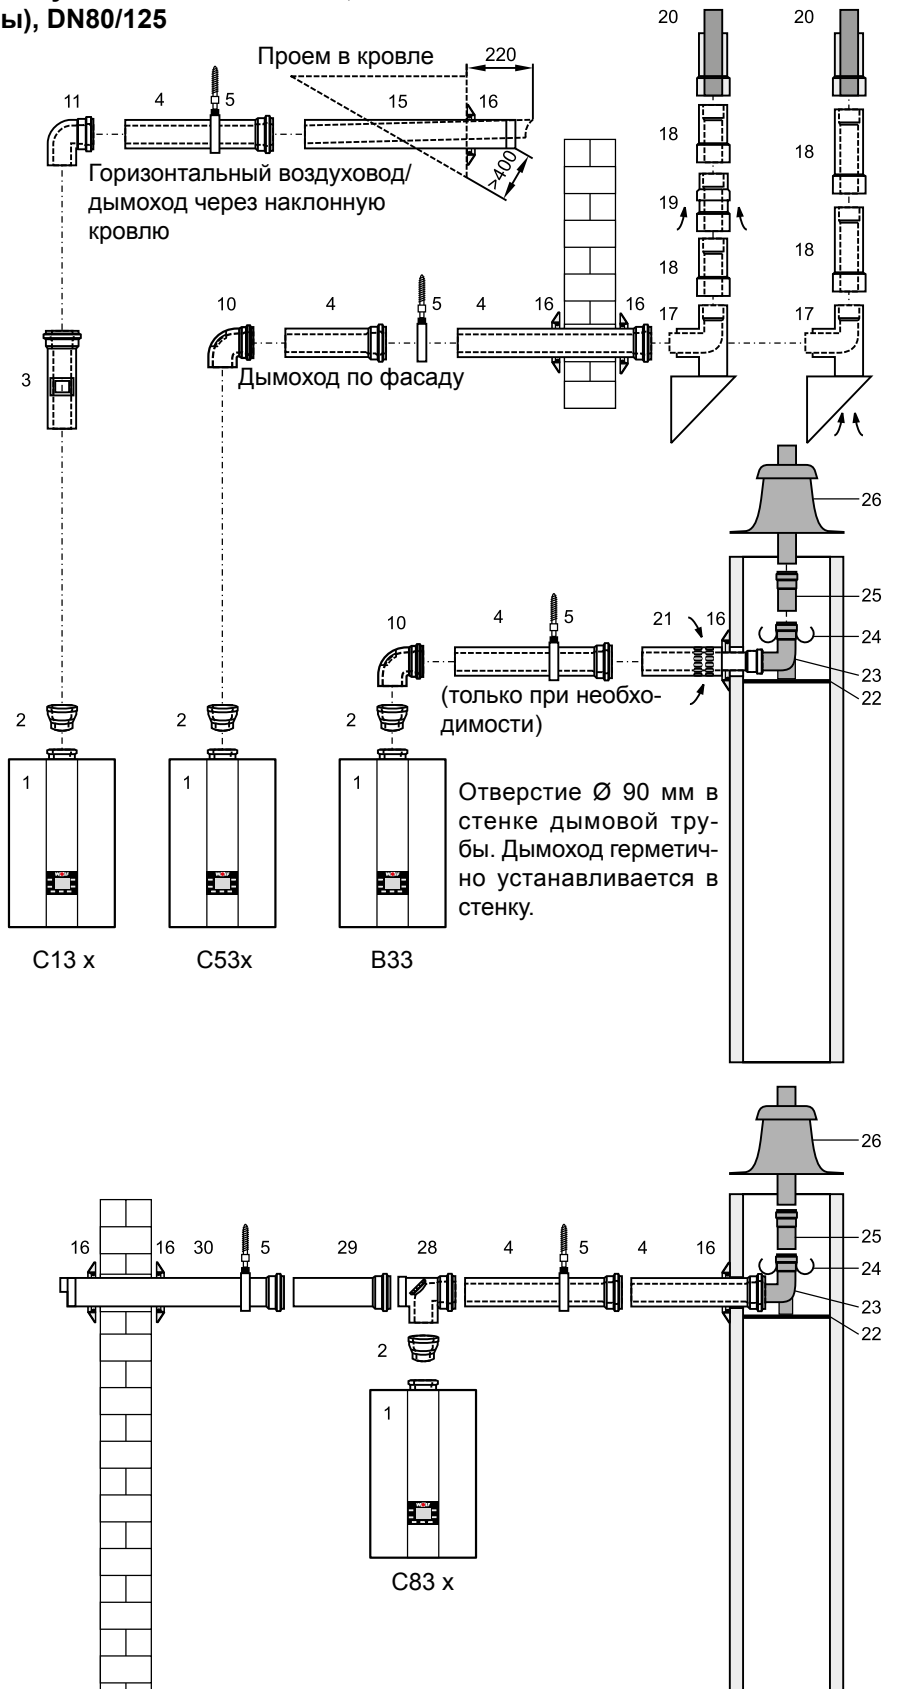 ы), DN80/125
20 20
Проем в кровле 220
11 4 5 15 16
18 18
>400
Горизонтальный воздуховод/
дымоход через наклонную
кровлю
19
18 18
10 4 5 4 16 16 17 17
3
Дымоход по фасаду
26
25
10 4 5 21 16
24
23
22
(только при необхо-
димости)
2 2 2
1 1 1
Отверстие Ø 90 мм в
стенке дымовой тру-
бы. Дымоход герметич-
но устанавливается в
стенку.
WOLF WOLF WOLF
C13 x C53x B33
26
25
16 16 30 5 29 28 4 5 4 16
24
23
22
2
1
WOLF
C83 x